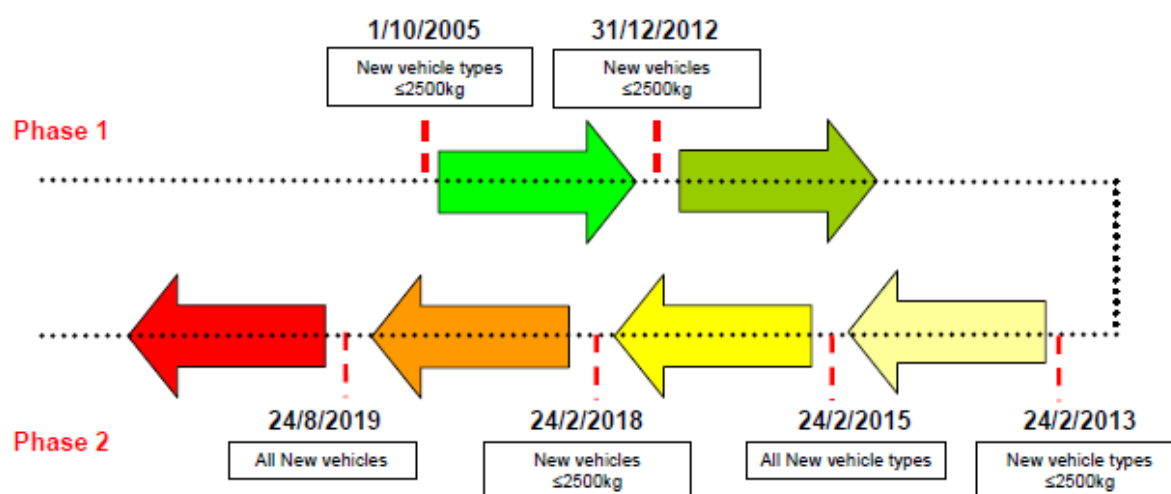 1/10/2005
31/12/2012
New vehicle types
≤2500kg
New vehicles
≤2500kg
Phase 1
24/8/2019
24/2/2018
24/2/2015
24/2/2013
Phase 2
All New vehicles
New vehicles
≤2500kg
All New vehicle types
New vehicle types
≤2500kg